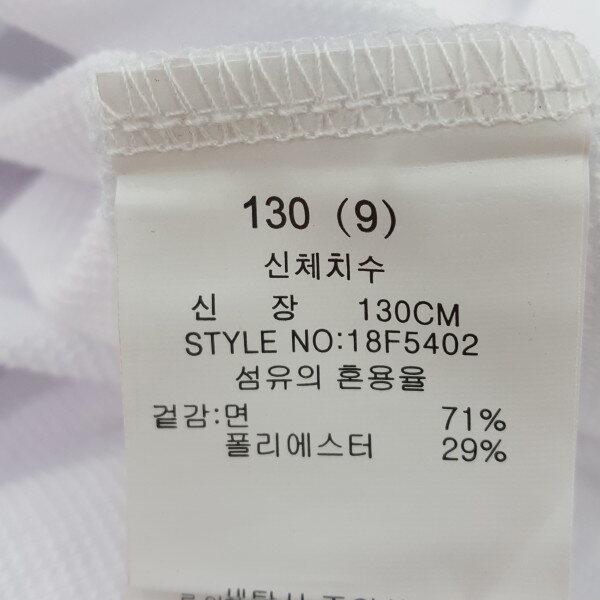 130 (9)
신체치수
신 장 130CM
STYLE NO:18F5402
섬유의 혼용율
겉감:면 71%
폴리에스터 29%